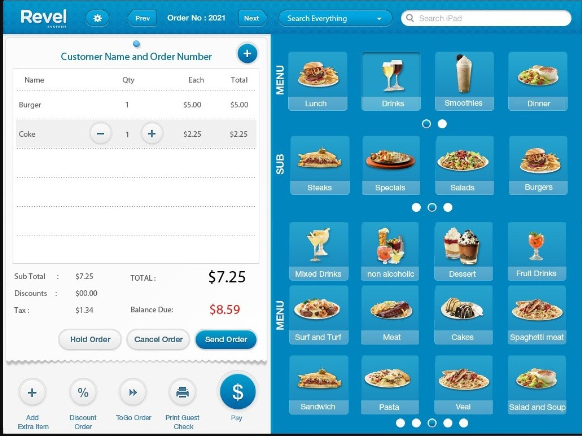 Revel
SYSTEMS
Prev
Order No : 2021
Next
Search Everything
Search iPad
Customer Name and Order Number
+
Name Qty Each Total
Burger 1 $5.00 $5.00
Coke − 1 + $2.25 $2.25
Sub Total : $7.25
TOTAL : $7.25
Discounts : $00.00
Tax : $1.34
Balance Due: $8.59
Hold Order
Cancel Order
Send Order
+
%
$
Add
Extra Item
Discount
Order
ToGo Order
Print Guest
Check
Pay
MENU
Lunch
Drinks
Smoothies
Dinner
SUB
Steaks
Specials
Salads
Burgers
MENU
Mixed Drinks
non alcoholic
Dessert
Fruit Drinks
Surf and Turf
Meat
Cakes
Spaghetti meat
Sandwich
Pasta
Veal
Salad and Soup